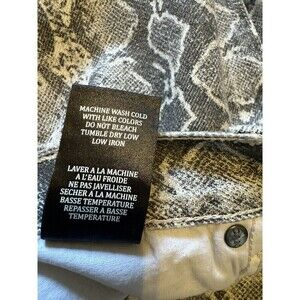 MACHINE WASH COLD
WITH LIKE COLORS
DO NOT BLEACH
TUMBLE DRY LOW
LOW IRON
LAVER A LA MACHINE
A L'EAU FROIDE
NE PAS JAVELLISER
SECHER A LA MACHINE
BASSE TEMPERATURE
REPASSER A BASSE
TEMPERATURE